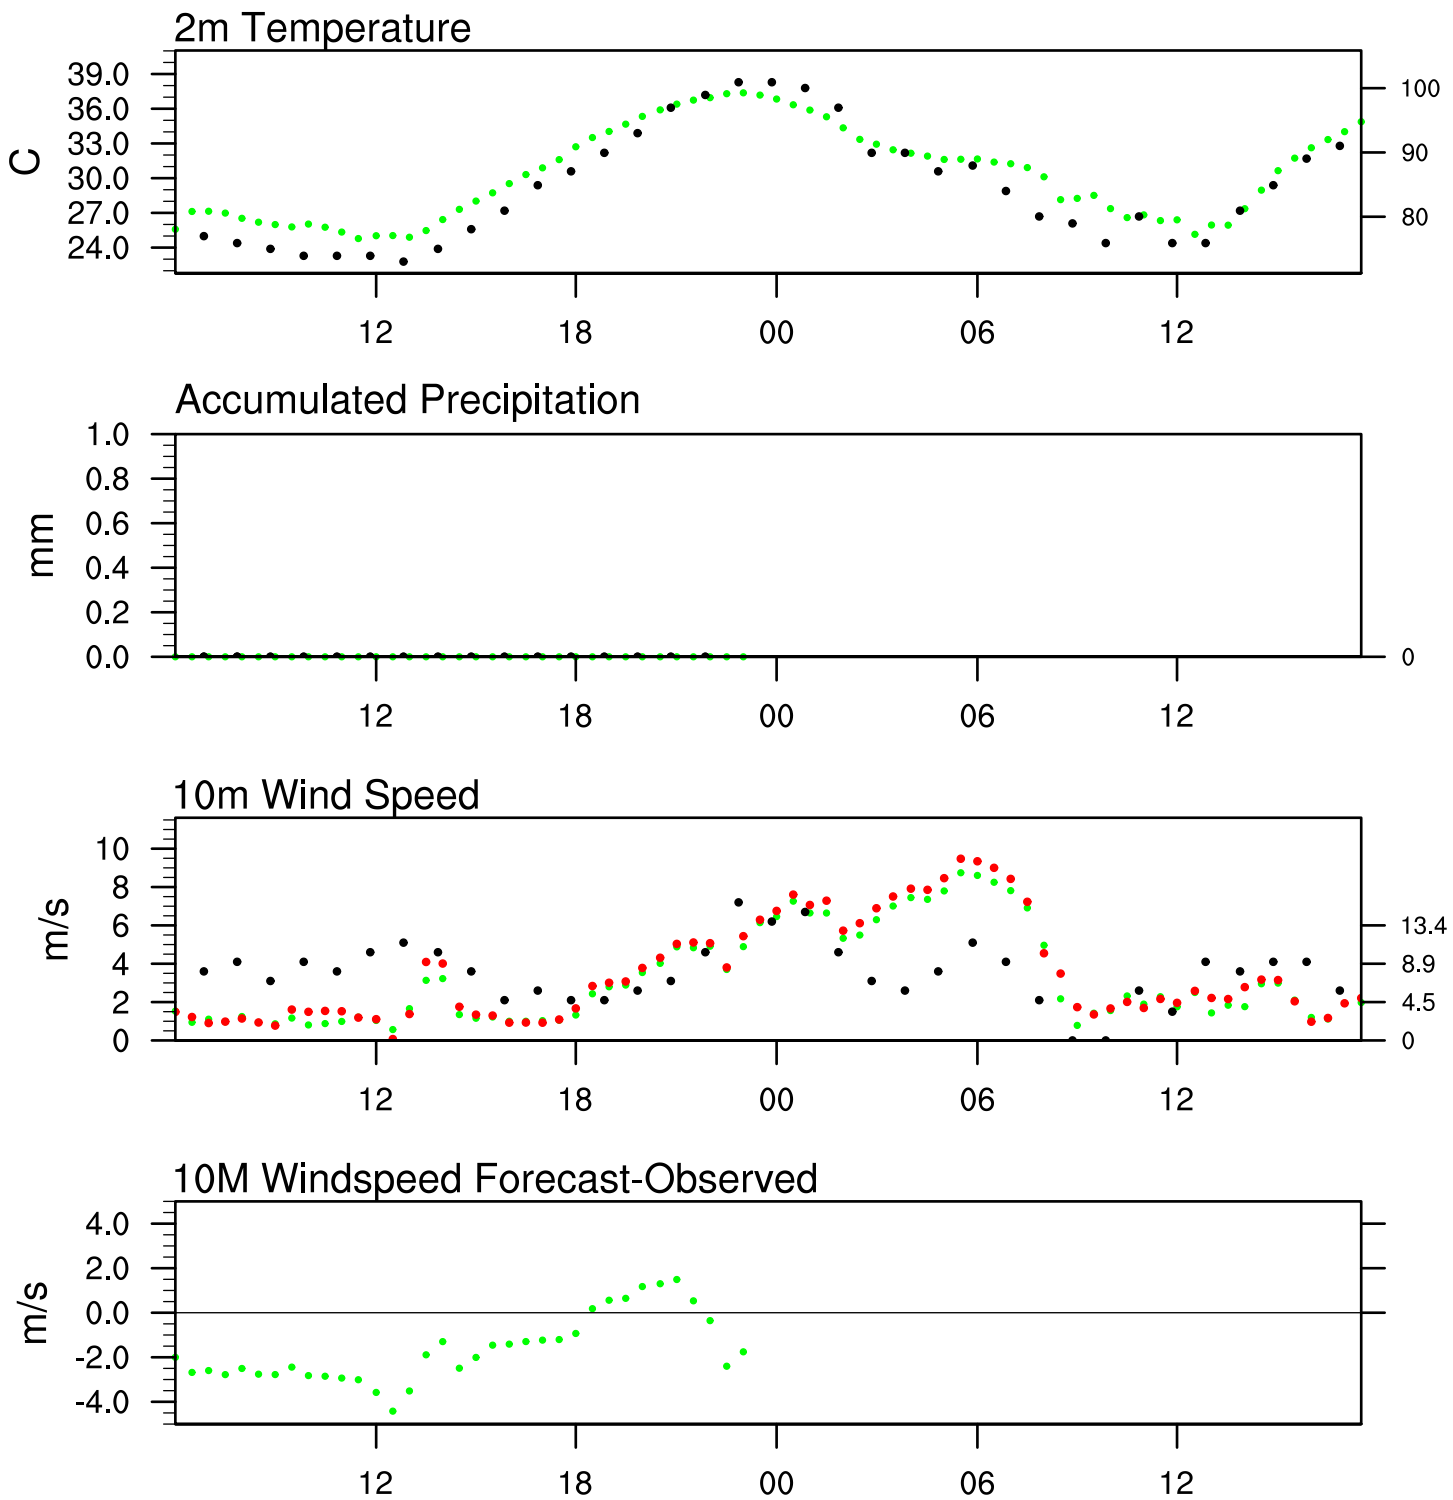 2m Temperature
39.0
36.0
33.0
30.0
27.0
24.0
C
100
90
80
12 18 00 06 12
Accumulated Precipitation
1.0
0.8
0.6
0.4
0.2
0.0
mm
0
12 18 00 06 12
10m Wind Speed
10
8
6
4
2
0
m/s
13.4
8.9
4.5
0
12 18 00 06 12
10M Windspeed Forecast-Observed
4.0
2.0
0.0
-2.0
-4.0
m/s
12 18 00 06 12